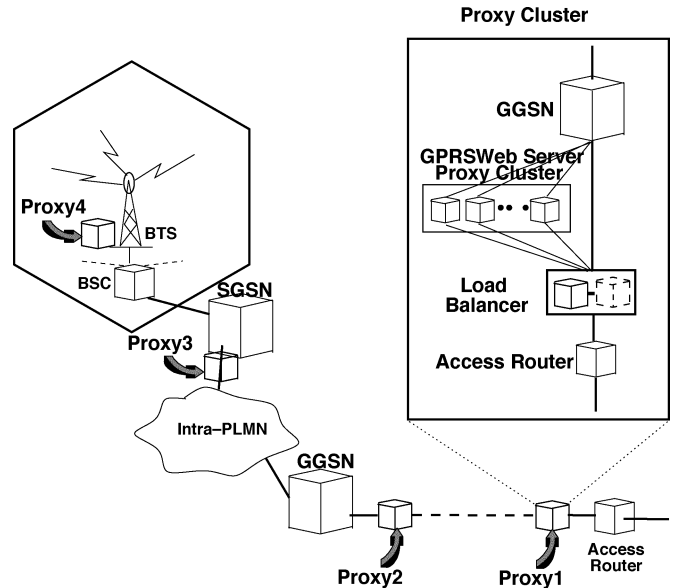 Proxy Cluster
GGSN
GPRSWeb Server
Proxy Cluster
Proxy4
BTS
BSC
SGSN
Load
Balancer
Proxy3
Access Router
Intra–PLMN
GGSN
Proxy2
Proxy1
Access
Router